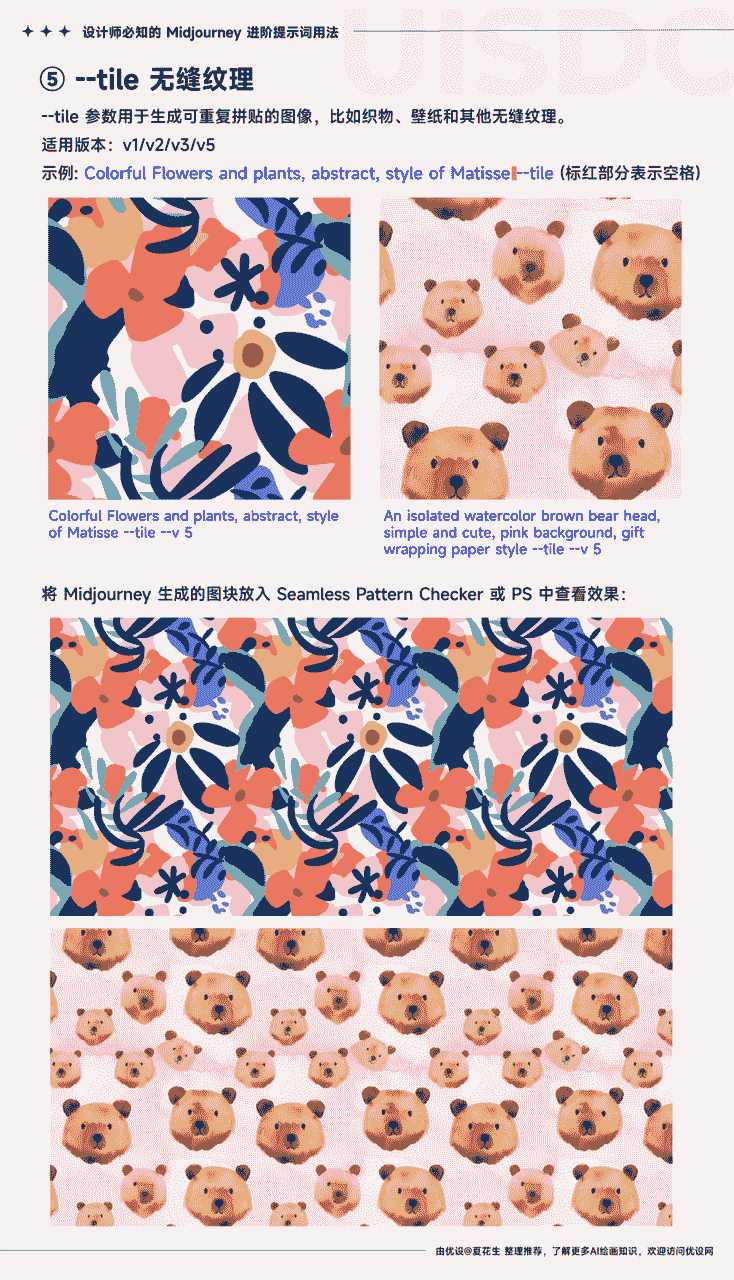 UISDC
✦ ✦ ✦ 设计师必知的 Midjourney 进阶提示词用法
⑤ --tile 无缝纹理
--tile 参数用于生成可重复拼贴的图像，比如织物、壁纸和其他无缝纹理。
适用版本：v1/v2/v3/v5
示例: Colorful Flowers and plants, abstract, style of Matisse --tile (标红部分表示空格)
Colorful Flowers and plants, abstract, style
of Matisse --tile --v 5
An isolated watercolor brown bear head,
simple and cute, pink background, gift
wrapping paper style --tile --v 5
将 Midjourney 生成的图块放入 Seamless Pattern Checker 或 PS 中查看效果：
由优设@夏花生 整理推荐，了解更多AI绘画知识，欢迎访问优设网